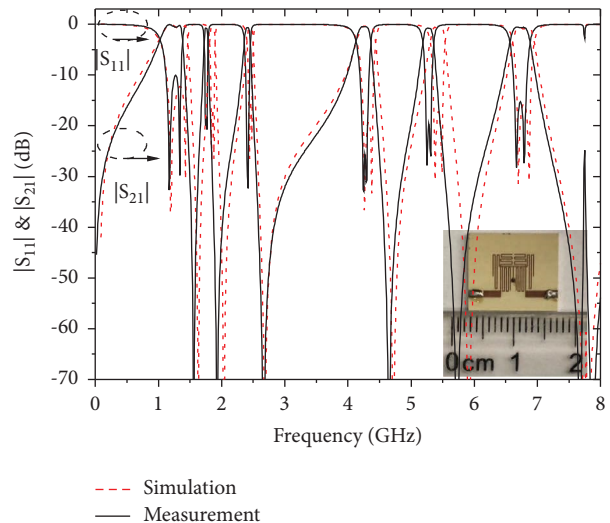 0
-10
-20
-30
-40
-50
-60
-70
|S11| & |S21| (dB)
|S11|
|S21|
0cm 1 2
0 1 2 3 4 5 6 7 8
Frequency (GHz)
Simulation
Measurement